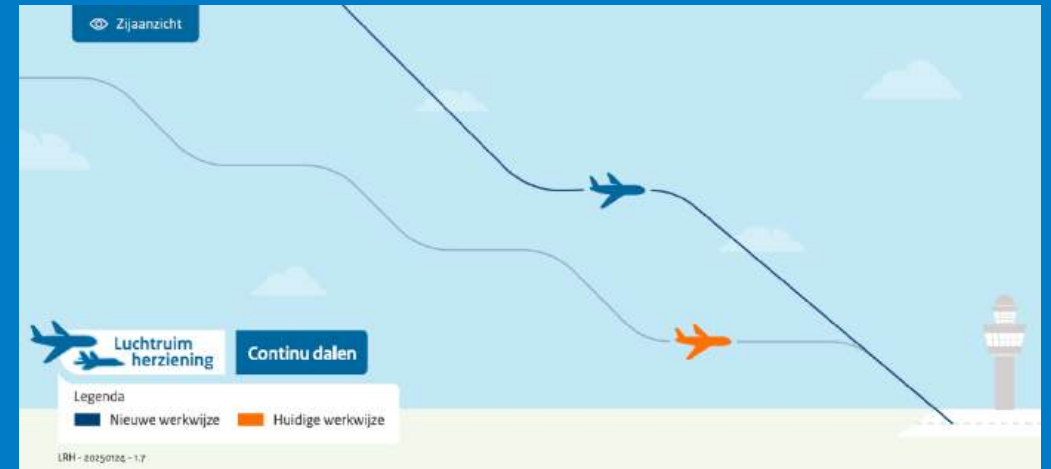 Zijaanzicht
Luchtruim
herziening
Continu dalen
Legenda
Nieuwe werkwijze
Huidige werkwijze
LRH - 20250124 - 1.7